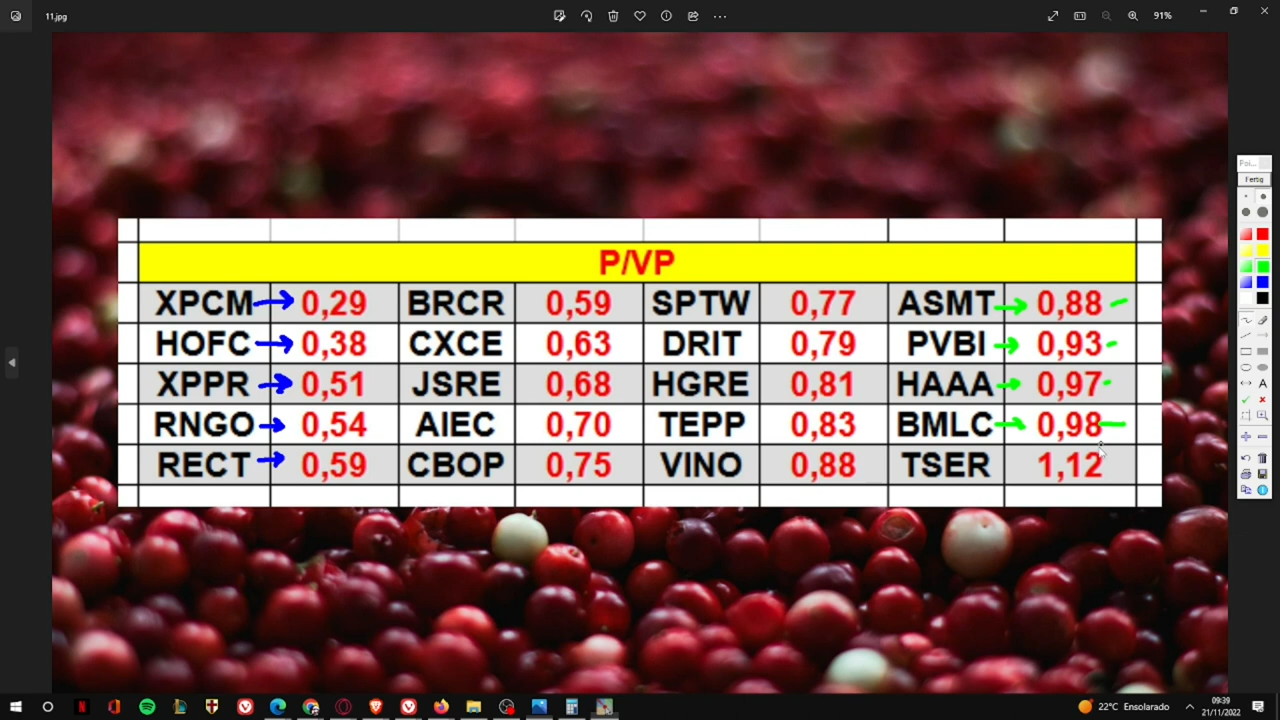 11.jpg
91%
Poi...
Fertig
P/VP
XPCM 0,29 BRCR 0,59 SPTW 0,77 ASMT 0,88
HOFC 0,38 CXCE 0,63 DRIT 0,79 PVBI 0,93
XPPR 0,51 JSRE 0,68 HGRE 0,81 HAAA 0,97
RNGO 0,54 AIEC 0,70 TEPP 0,83 BMLC 0,98
RECT 0,59 CBOP 0,75 VINO 0,88 TSER 1,12
A
22°C Ensolarado
09:39
21/11/2022